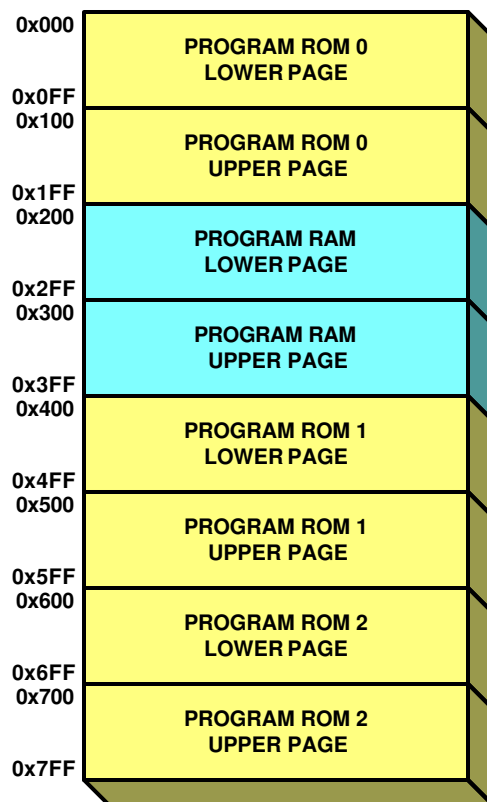 0x000
PROGRAM ROM 0
LOWER PAGE
0x0FF
0x100
PROGRAM ROM 0
UPPER PAGE
0x1FF
0x200
PROGRAM RAM
LOWER PAGE
0x2FF
0x300
PROGRAM RAM
UPPER PAGE
0x3FF
0x400
PROGRAM ROM 1
LOWER PAGE
0x4FF
0x500
PROGRAM ROM 1
UPPER PAGE
0x5FF
0x600
PROGRAM ROM 2
LOWER PAGE
0x6FF
0x700
PROGRAM ROM 2
UPPER PAGE
0x7FF